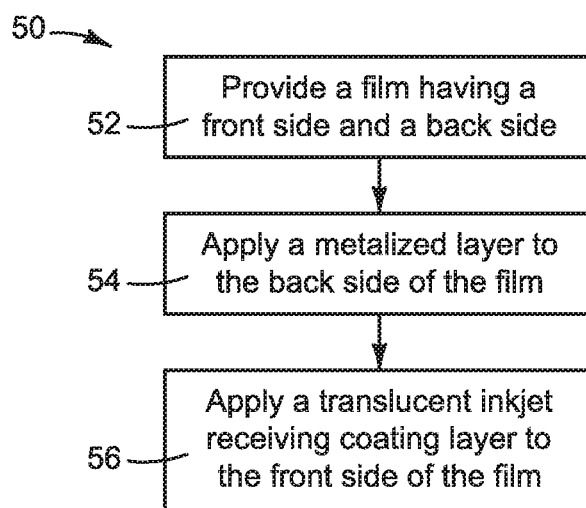 50
52
Provide a film having a
front side and a back side
54
Apply a metalized layer to
the back side of the film
56
Apply a translucent inkjet
receiving coating layer to
the front side of the film